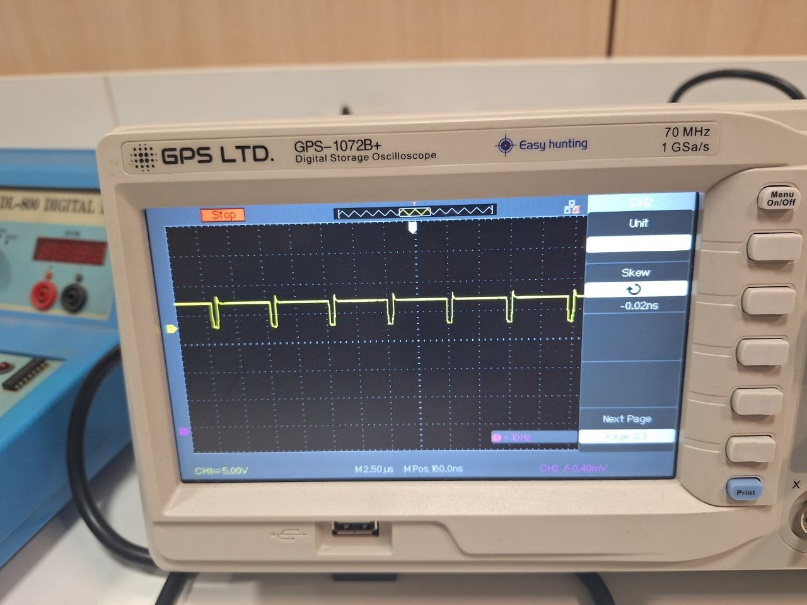 GPS LTD.
GPS-1072B+
Digital Storage Oscilloscope
Easy hunting
70 MHz
1 GSa/s
DL-800 DIGITAL
Menu
On/Off
Stop
T
Unit
Skew
-0.02ns
Next Page
CH1=5.00V
M 2.50μs
M Pos:160.0ns
CH2 /-0.40mV
Print
X